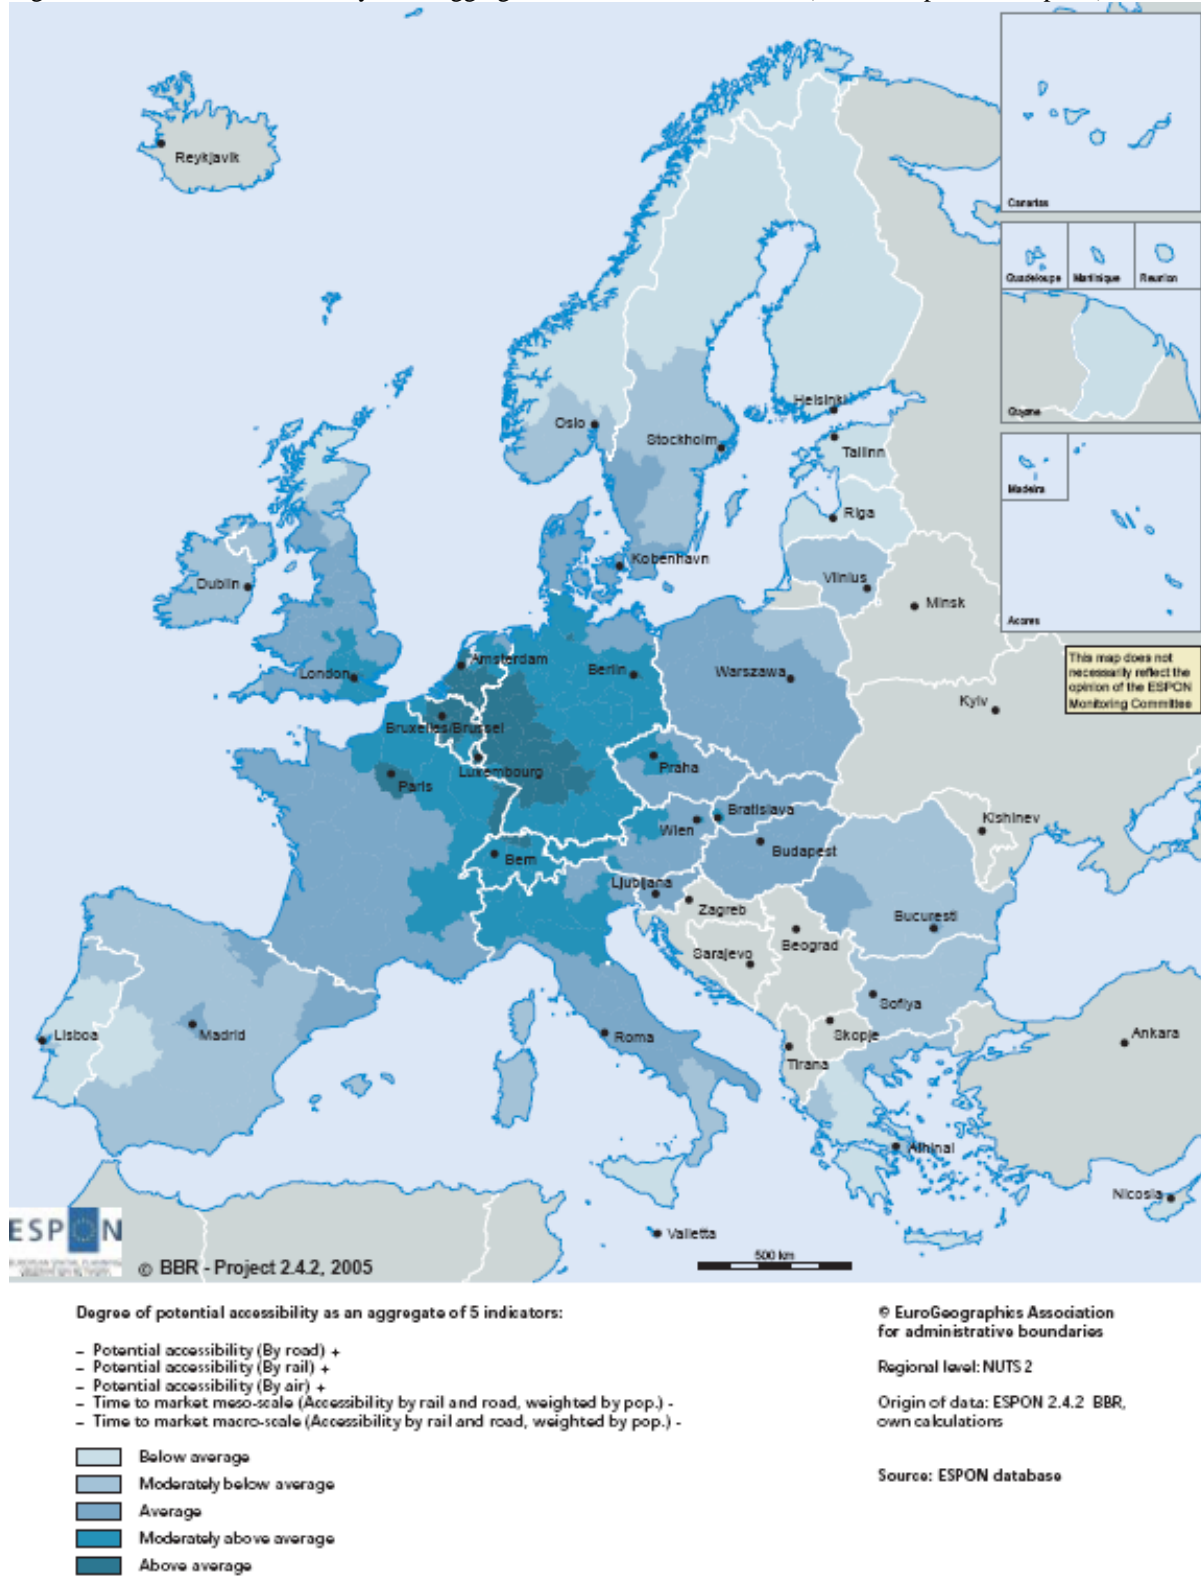 Reykjavik
Canarias
Guadeloupe
Martinique
Reunion
Guyane
Helsinki
Oslo
Stockholm
Tallinn
Madeira
Riga
Kobenhavn
Dublin
Vilnius
Minsk
Acores
Amsterdam
Berlin
Warszawa
London
This map does not
necessarily reflect the
opinion of the ESPON
Monitoring Committee
Kyiv
Bruxelles/Brussel
Luxembourg
Praha
Paris
Bratislava
Kishinev
Wien
Budapest
Bern
Ljubljana
Zagreb
Bucuresti
Beograd
Sarajevo
Sofiya
Lisboa
Madrid
Roma
Skopje
Ankara
Tirana
Athinai
Nicosia
Valletta
ESPON
500 km
© BBR - Project 2.4.2, 2005
Degree of potential accessibility as an aggregate of 5 indicators:
– Potential accessibility (By road) +
– Potential accessibility (By rail) +
– Potential accessibility (By air) +
– Time to market meso-scale (Accessibility by rail and road, weighted by pop.) -
– Time to market macro-scale (Accessibility by rail and road, weighted by pop.) -
Below average
Moderately below average
Average
Moderately above average
Above average
© EuroGeographics Association
for administrative boundaries
Regional level: NUTS 2
Origin of data: ESPON 2.4.2 BBR,
own calculations
Source: ESPON database